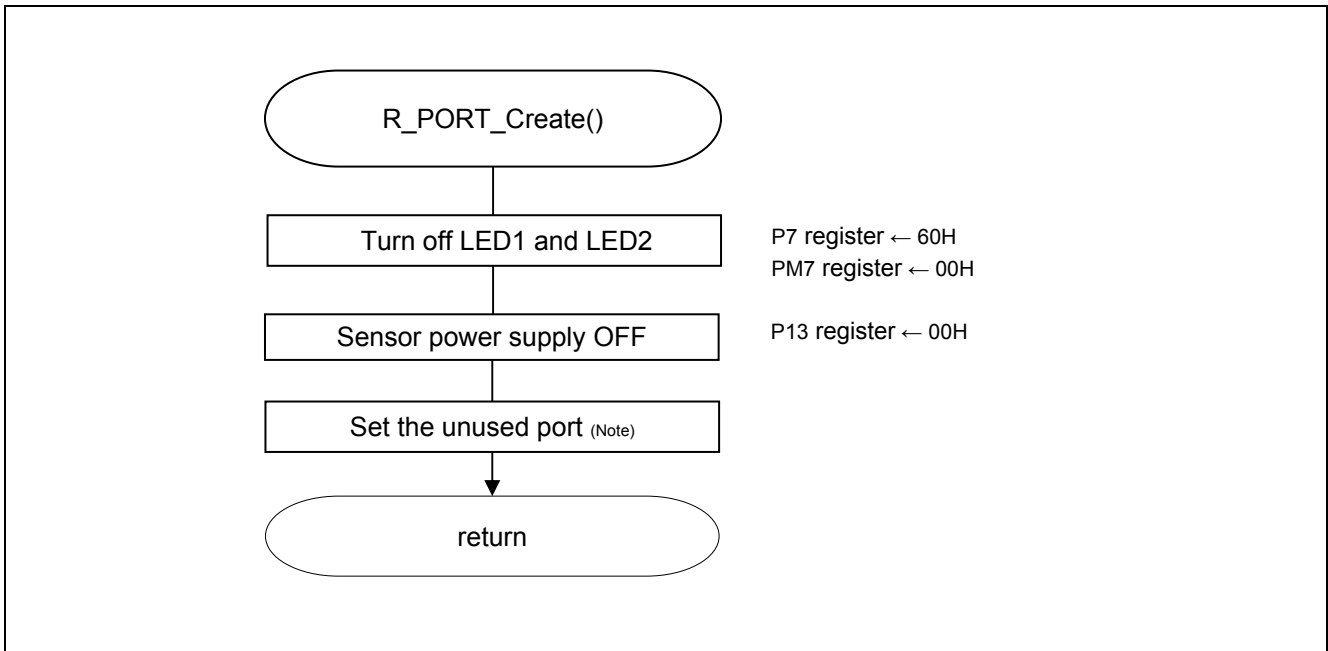 R_PORT_Create()
Turn off LED1 and LED2
P7 register ← 60H
PM7 register ← 00H
Sensor power supply OFF
P13 register ← 00H
Set the unused port (Note)
return